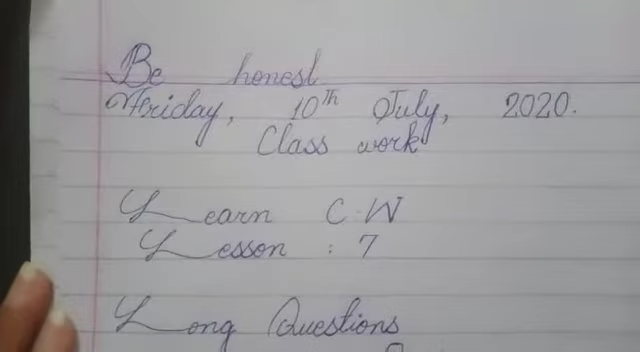 Be honest
Friday, 10th July, 2020.
Class work
Learn C.W
Lesson : 7
Long Questions